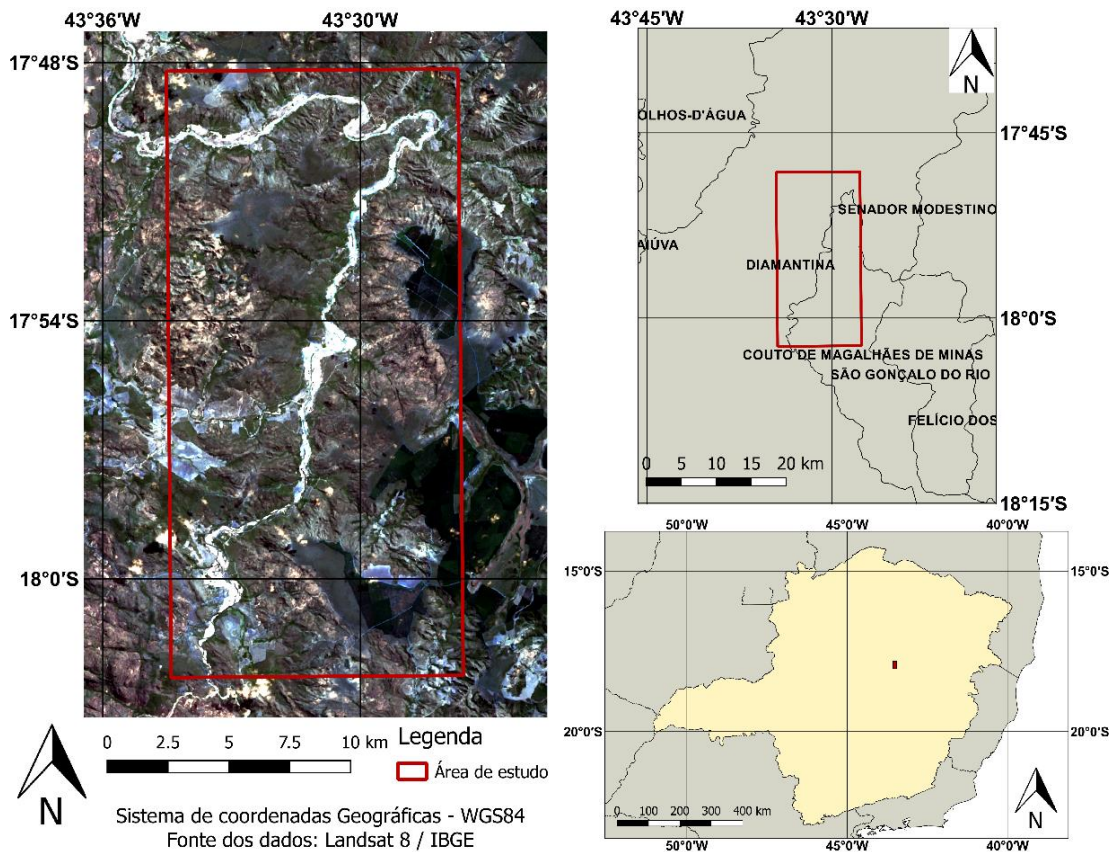 43°36'W 43°30'W
17°48'S
17°54'S
18°0'S
0 2.5 5 7.5 10 km
Legenda
Área de estudo
N
Sistema de coordenadas Geográficas - WGS84
Fonte dos dados: Landsat 8 / IBGE
43°45'W 43°30'W
N
OLHOS-D'ÁGUA
17°45'S
SENADOR MODESTINO
AIÚVA
DIAMANTINA
18°0'S
COUTO DE MAGALHÃES DE MINAS
SÃO GONÇALO DO RIO
FELÍCIO DOS
0 5 10 15 20 km
18°15'S
50°0'W 45°0'W 40°0'W
15°0'S 15°0'S
20°0'S 20°0'S
0 100 200 300 400 km
N
50°0'W 45°0'W 40°0'W